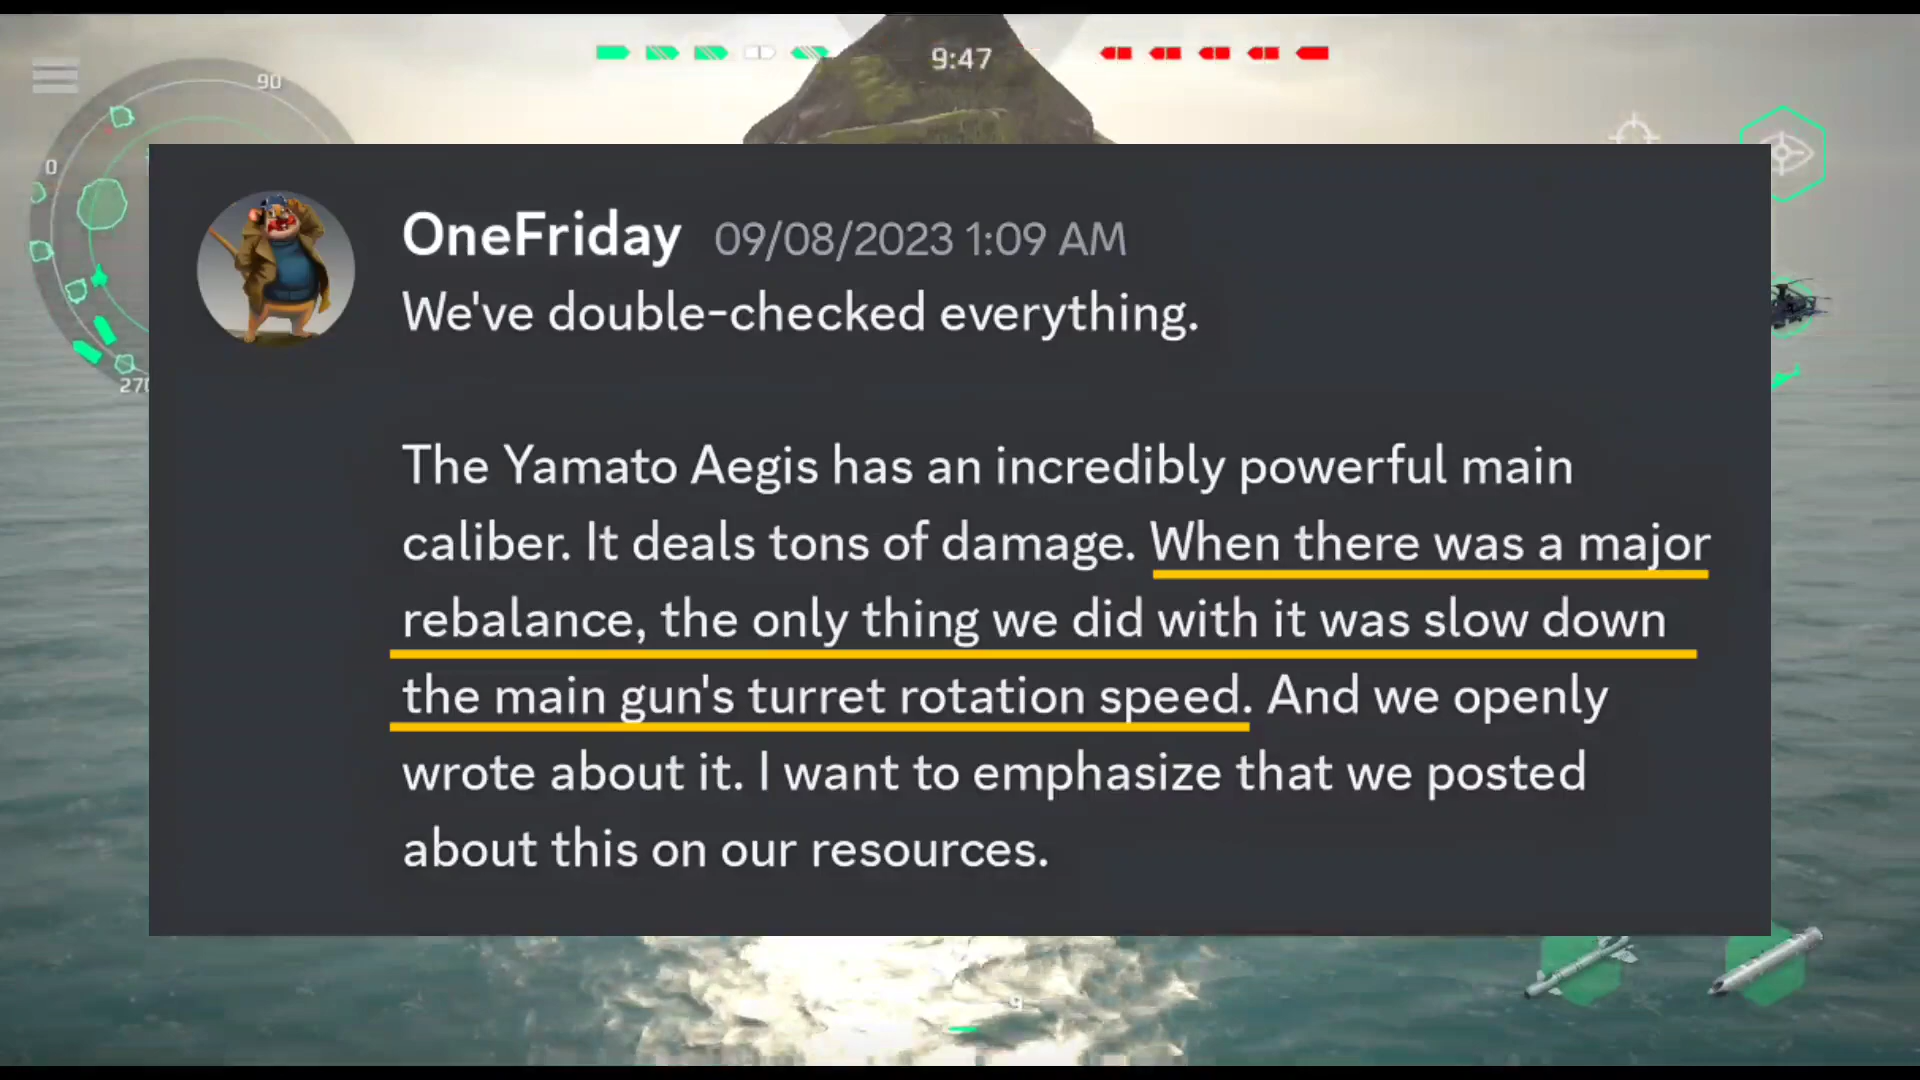 90
9:47
0
270
OneFriday 09/08/2023 1:09 AM
We've double-checked everything.
The Yamato Aegis has an incredibly powerful main
caliber. It deals tons of damage. When there was a major
rebalance, the only thing we did with it was slow down
the main gun's turret rotation speed. And we openly
wrote about it. I want to emphasize that we posted
about this on our resources.